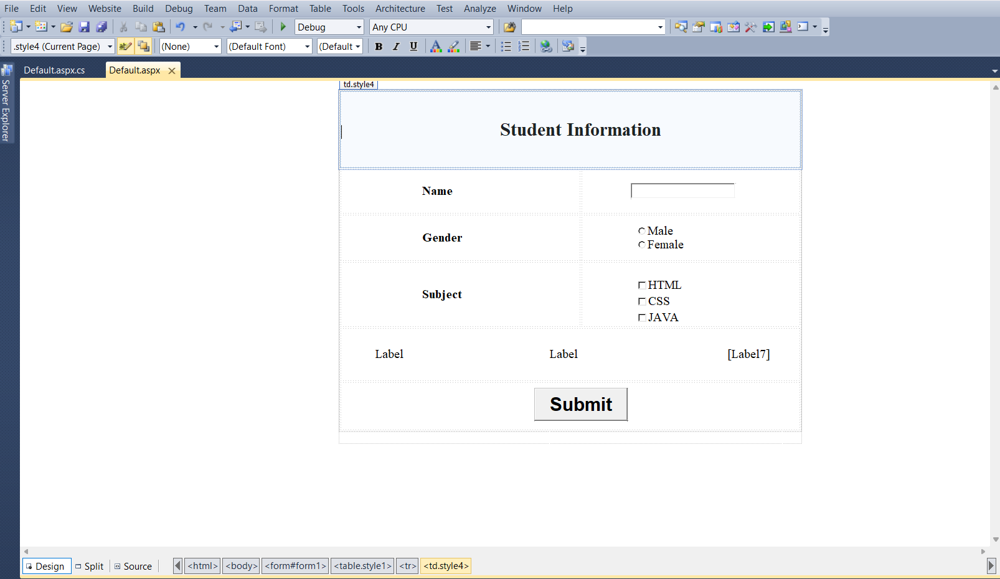 File Edit View Website Build Debug Team Data Format Table Tools Architecture Test Analyze Window Help
Debug Any CPU
.style4 (Current Page) ab (None) (Default Font) (Default B I U A
Default.aspx.cs Default.aspx
Server Explorer
td.style4
Student Information
Name
Gender
Male
Female
Subject
HTML
CSS
JAVA
Label Label [Label7]
Submit
Design Split Source <html> <body> <form#form1> <table.style1> <tr> <td.style4>